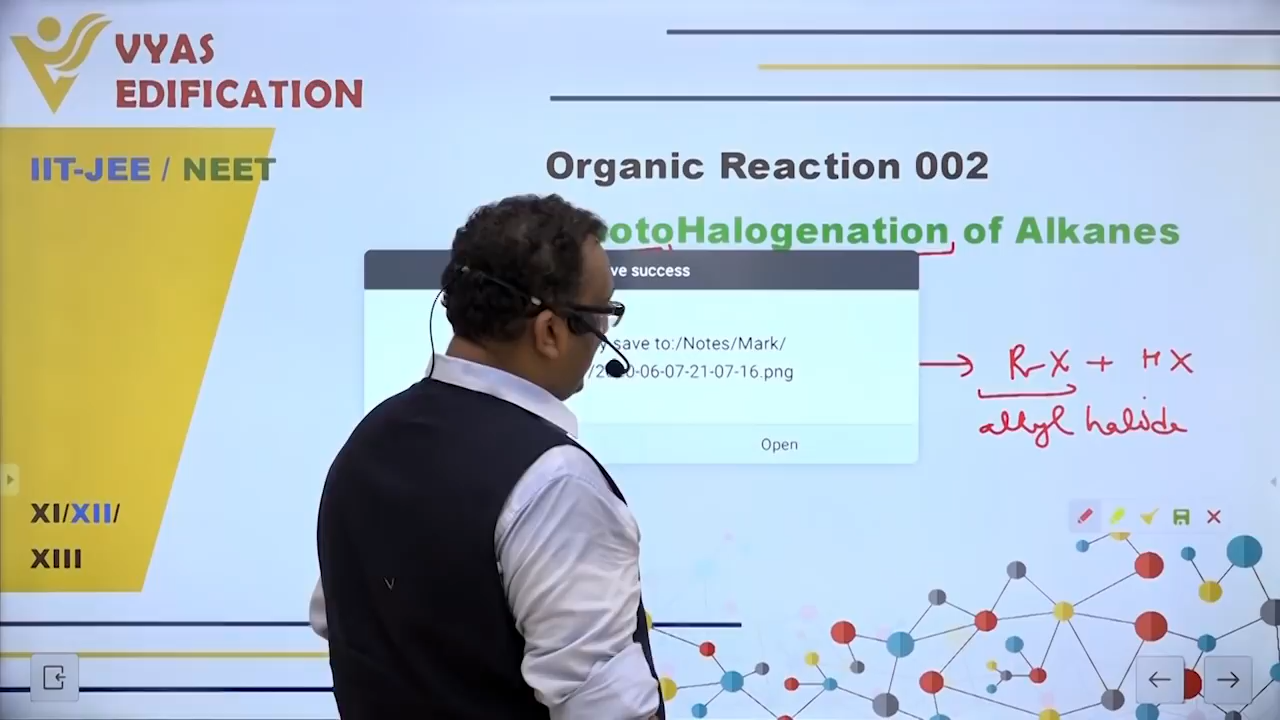 VYAS
EDIFICATION
IIT-JEE / NEET
Organic Reaction 002
otoHalogenation of Alkanes
ve success
y save to:/Notes/Mark/
0-06-07-21-07-16.png
Open
→ R-X + HX
alkyl halide
XI/XII/
XIII